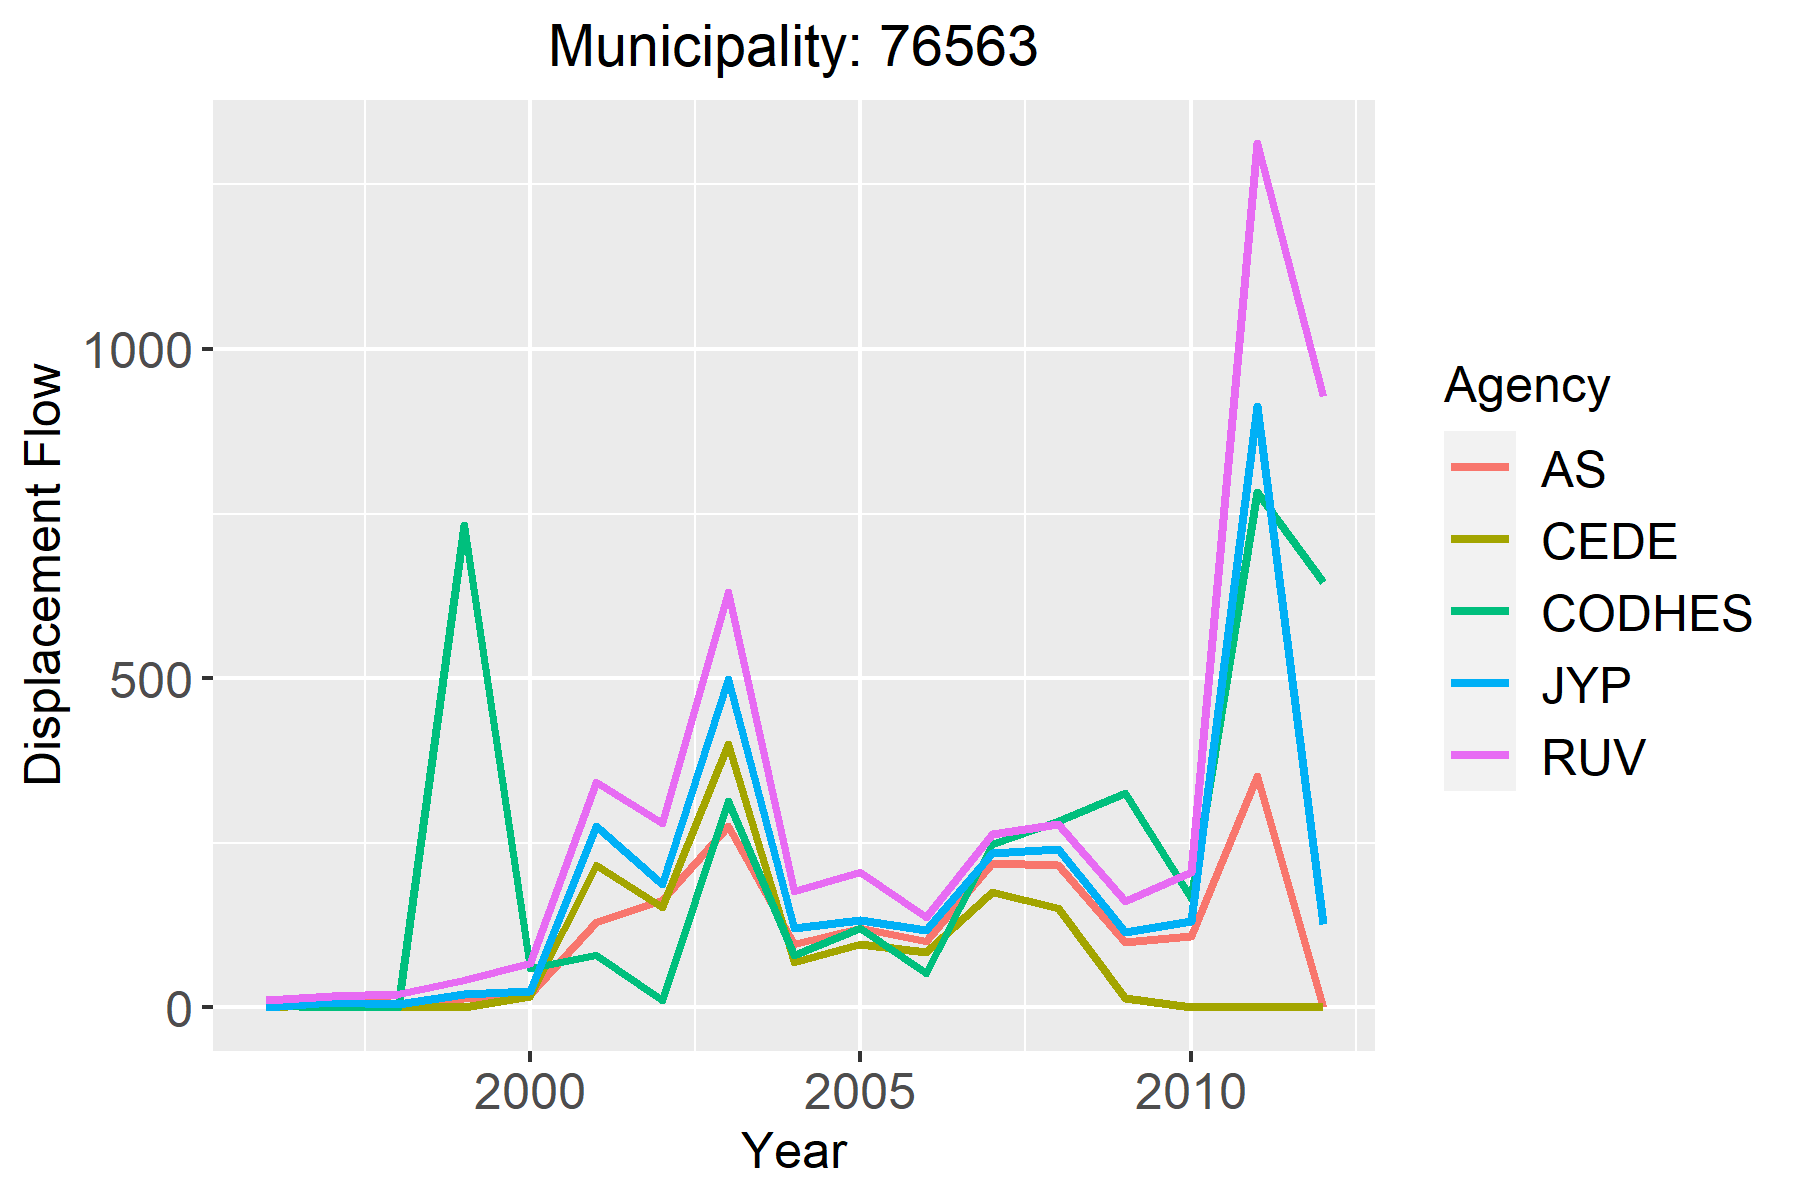 Municipality: 76563
Displacement Flow
1000
500
0
2000 2005 2010
Year
Agency
AS
CEDE
CODHES
JYP
RUV